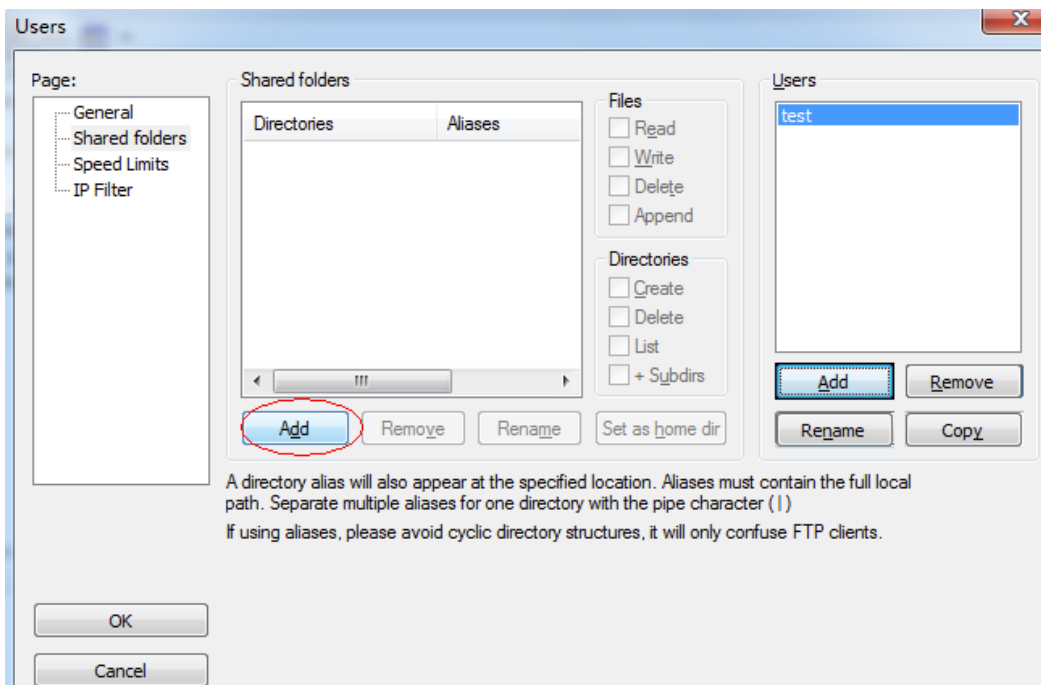 Users
Page:
General
Shared folders
Speed Limits
IP Filter
OK
Cancel
Shared folders
Directories Aliases
Add Remove Rename Set as home dir
Files
Read
Write
Delete
Append
Directories
Create
Delete
List
+ Subdirs
Users
test
Add Remove
Rename Copy
A directory alias will also appear at the specified location. Aliases must contain the full local
path. Separate multiple aliases for one directory with the pipe character (|)
If using aliases, please avoid cyclic directory structures, it will only confuse FTP clients.